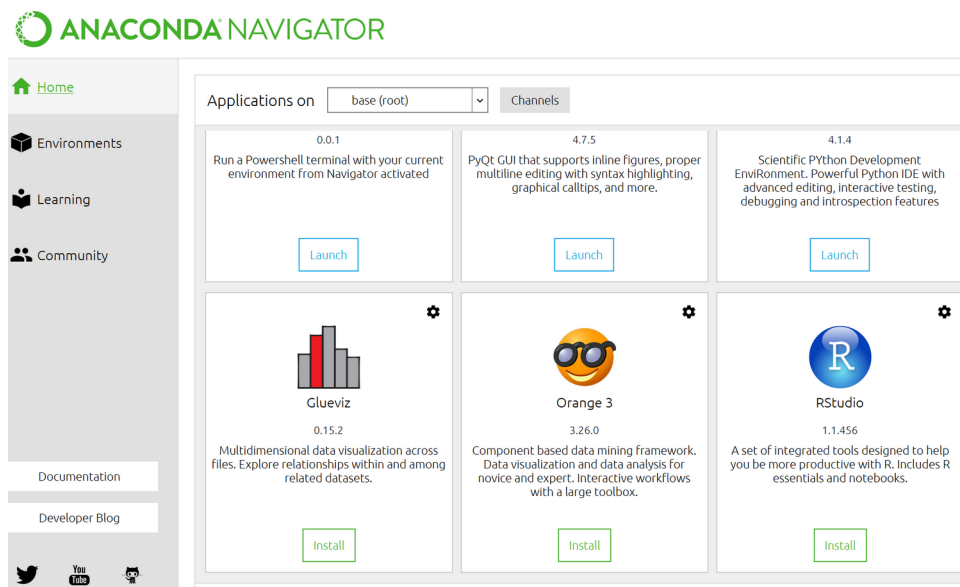 ANACONDA NAVIGATOR
Home
Environments
Learning
Community
Documentation
Developer Blog
You
Tube
Applications on
base (root)
Channels
0.0.1
Run a Powershell terminal with your current
environment from Navigator activated
Launch
4.7.5
PyQt GUI that supports inline figures, proper
multiline editing with syntax highlighting,
graphical calltips, and more.
Launch
4.1.4
Scientific PYthon Development
EnviRonment. Powerful Python IDE with
advanced editing, interactive testing,
debugging and introspection features
Launch
Glueviz
0.15.2
Multidimensional data visualization across
files. Explore relationships within and among
related datasets.
Install
Orange 3
3.26.0
Component based data mining framework.
Data visualization and data analysis for
novice and expert. Interactive workflows
with a large toolbox.
Install
R
RStudio
1.1.456
A set of integrated tools designed to help
you be more productive with R. Includes R
essentials and notebooks.
Install